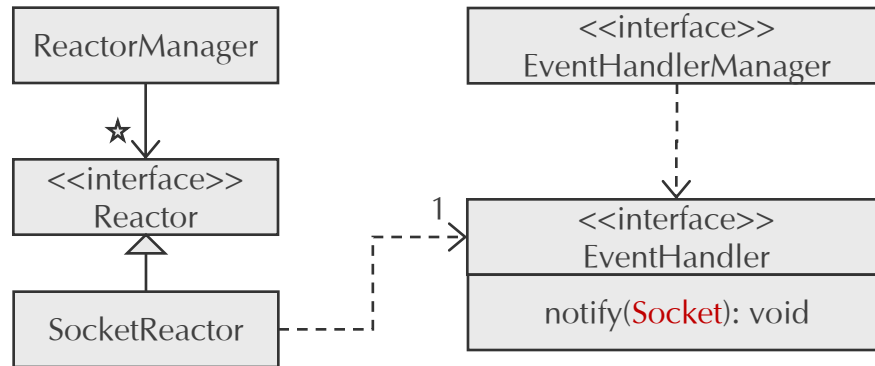 ReactorManager
☆
<<interface>>
Reactor
SocketReactor
<<interface>>
EventHandlerManager
1
<<interface>>
EventHandler
notify(Socket): void